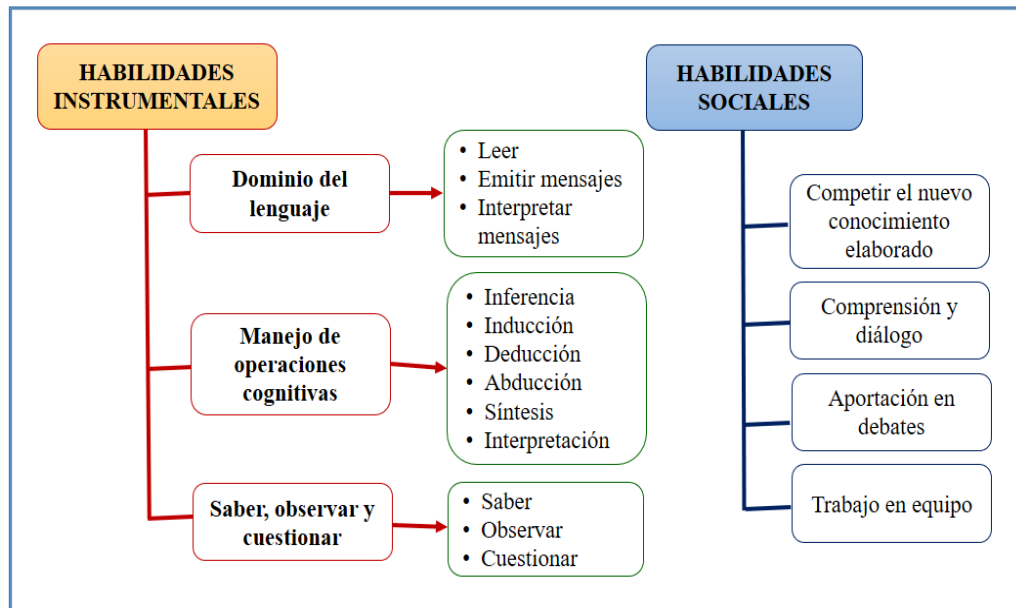 HABILIDADES
INSTRUMENTALES
Dominio del
lenguaje
• Leer
• Emitir mensajes
• Interpretar
mensajes
Manejo de
operaciones
cognitivas
• Inferencia
• Inducción
• Deducción
• Abducción
• Síntesis
• Interpretación
Saber, observar y
cuestionar
• Saber
• Observar
• Cuestionar
HABILIDADES
SOCIALES
Competir el nuevo
conocimiento
elaborado
Comprensión y
diálogo
Aportación en
debates
Trabajo en equipo